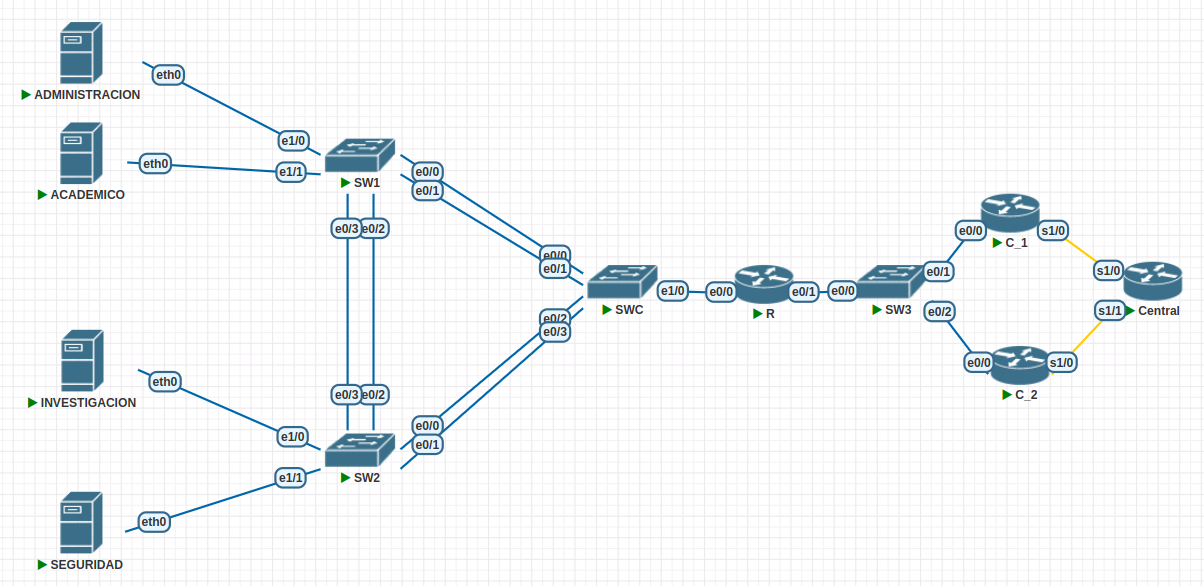 eth0
ADMINISTRACION
e1/0
eth0
e1/1
ACADEMICO
SW1
e0/0
e0/1
e0/3
e0/2
e0/0
e0/1
SWC
e1/0
e0/0
R
e0/1
e0/0
SW3
e0/1
e0/2
e0/0
C_1
s1/0
s1/0
s1/1
Central
e0/0
s1/0
C_2
e0/2
e0/3
e0/3
e0/2
eth0
INVESTIGACION
e1/0
e0/0
e0/1
SW2
e1/1
eth0
SEGURIDAD